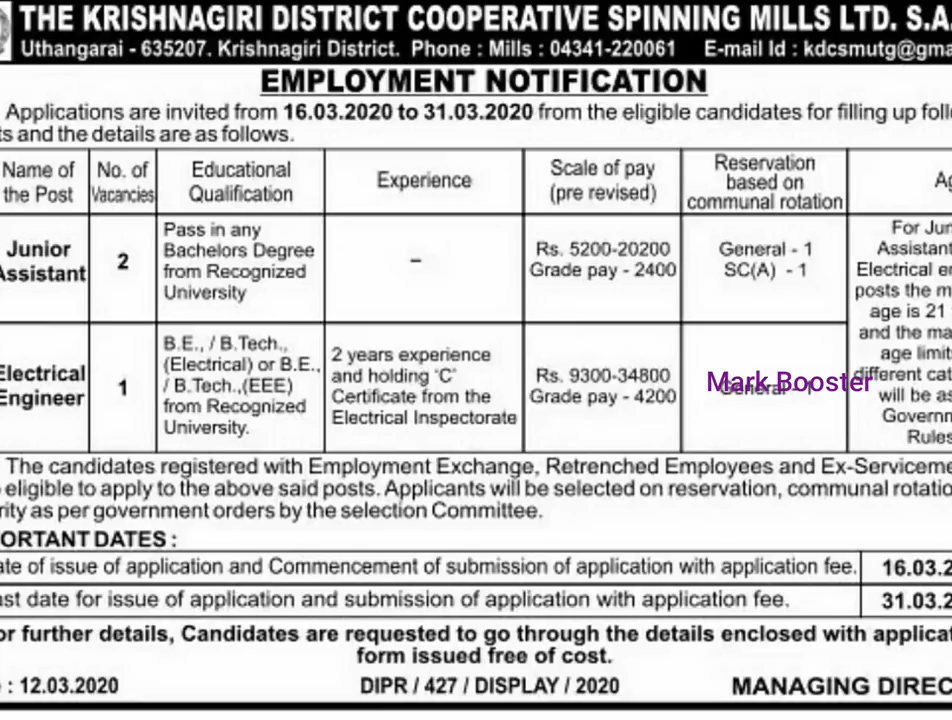 THE KRISHNAGIRI DISTRICT COOPERATIVE SPINNING MILLS LTD. S.A.
Uthangarai - 635207. Krishnagiri District. Phone : Mills : 04341-220061 E-mail Id : kdcsmutg@gma
EMPLOYMENT NOTIFICATION
Applications are invited from 16.03.2020 to 31.03.2020 from the eligible candidates for filling up foll
ts and the details are as follows.
Name of
the Post
No. of
Vacancies
Educational
Qualification
Experience
Scale of pay
(pre revised)
Reservation
based on
communal rotation
Ag
Junior
Assistant
2
Pass in any
Bachelors Degree
from Recognized
University
–
Rs. 5200-20200
Grade pay - 2400
General - 1
SC(A) - 1
For Jun
Assistant
Electrical en
posts the m
age is 21
and the ma
age limit
different cat
will be as
Governm
Rules
Electrical
Engineer
1
B.E., / B.Tech.,
(Electrical) or B.E.,
/ B.Tech.,(EEE)
from Recognized
University.
2 years experience
and holding "C"
Certificate from the
Electrical Inspectorate
Rs. 9300-34800
Grade pay - 4200
Mark Booster
General - 1
The candidates registered with Employment Exchange, Retrenched Employees and Ex-Serviceme
eligible to apply to the above said posts. Applicants will be selected on reservation, communal rotatio
rity as per government orders by the selection Committee.
ORTANT DATES :
ate of issue of application and Commencement of submission of application with application fee. 16.03.2
ast date for issue of application and submission of application with application fee. 31.03.2
or further details, Candidates are requested to go through the details enclosed with applicat
form issued free of cost.
: 12.03.2020 DIPR / 427 / DISPLAY / 2020 MANAGING DIREC